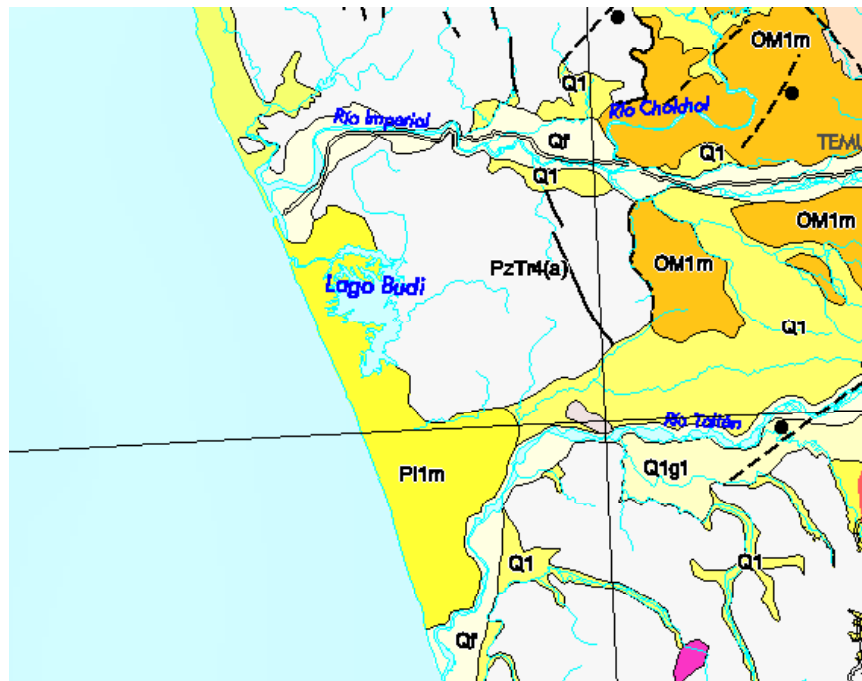 OM1m
Q1
Río Cholchol
Río Imperial
Qf
TEMU
Q1
Q1
OM1m
PzTr4(a)
OM1m
Lago Budi
Q1
Río Toltén
Pl1m
Q1g1
Q1
Q1
Qf